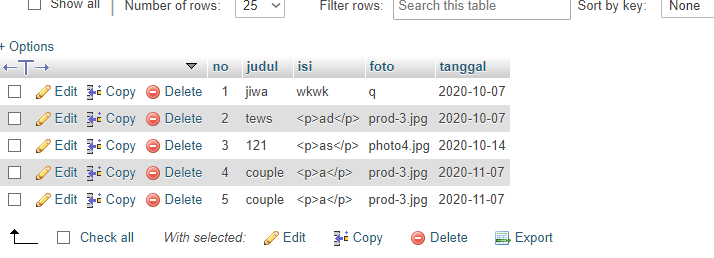 Show all Number of rows: 25 Filter rows: Search this table Sort by key: None
+ Options
no judul isi foto tanggal
Edit Copy Delete 1 jiwa wkwk q 2020-10-07
Edit Copy Delete 2 tews <p>ad</p> prod-3.jpg 2020-10-07
Edit Copy Delete 3 121 <p>as</p> photo4.jpg 2020-10-14
Edit Copy Delete 4 couple <p>a</p> prod-3.jpg 2020-11-07
Edit Copy Delete 5 couple <p>a</p> prod-3.jpg 2020-11-07
Check all With selected: Edit Copy Delete Export